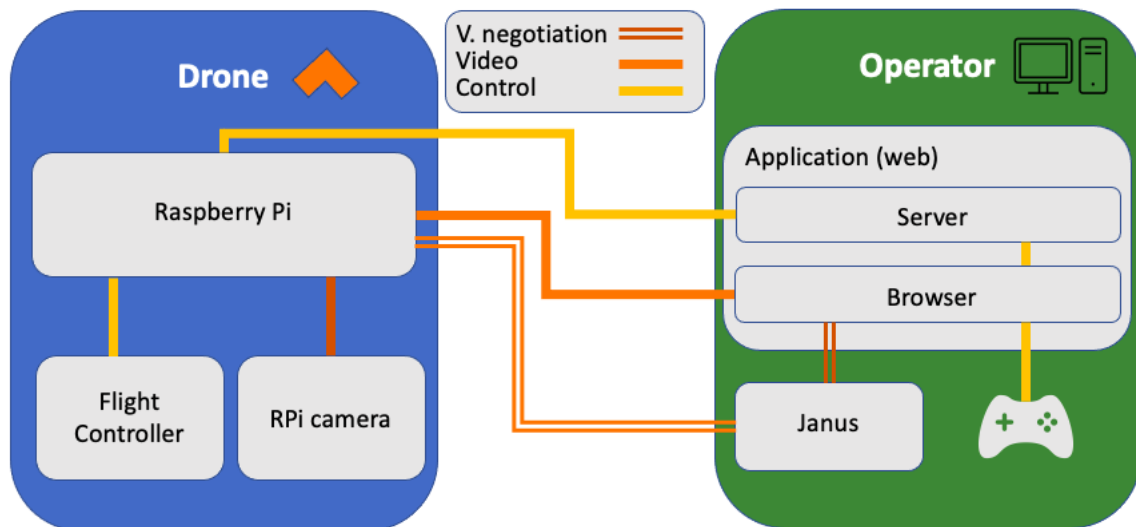 V. negotiation
Video
Control
Drone
Raspberry Pi
Flight
Controller
RPi camera
Operator
Application (web)
Server
Browser
Janus